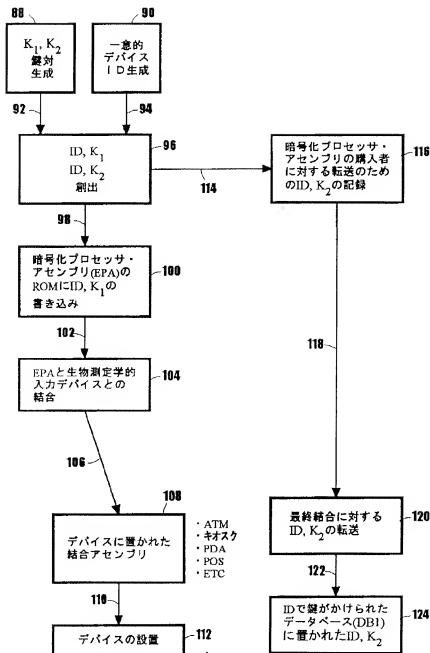 88
90
K1, K2
鍵対
生成
一意的
デバイス
ID生成
92
94
ID, K1
ID, K2
創出
96
114
暗号化プロセッサ・
アセンブリの購入者
に対する転送のため
のID, K2の記録
116
98
暗号化プロセッサ・
アセンブリ(EPA)の
ROMにID, K1の
書き込み
100
102
EPAと生物測定学的
入力デバイスとの
結合
104
118
106
108
デバイスに置かれた
結合アセンブリ
・ATM
・キオスク
・PDA
・POS
・ETC
最終結合に対する
ID, K2の転送
120
110
122
デバイスの設置
112
IDで鍵がかけられた
データベース(DB1)
に置かれたID, K2
124